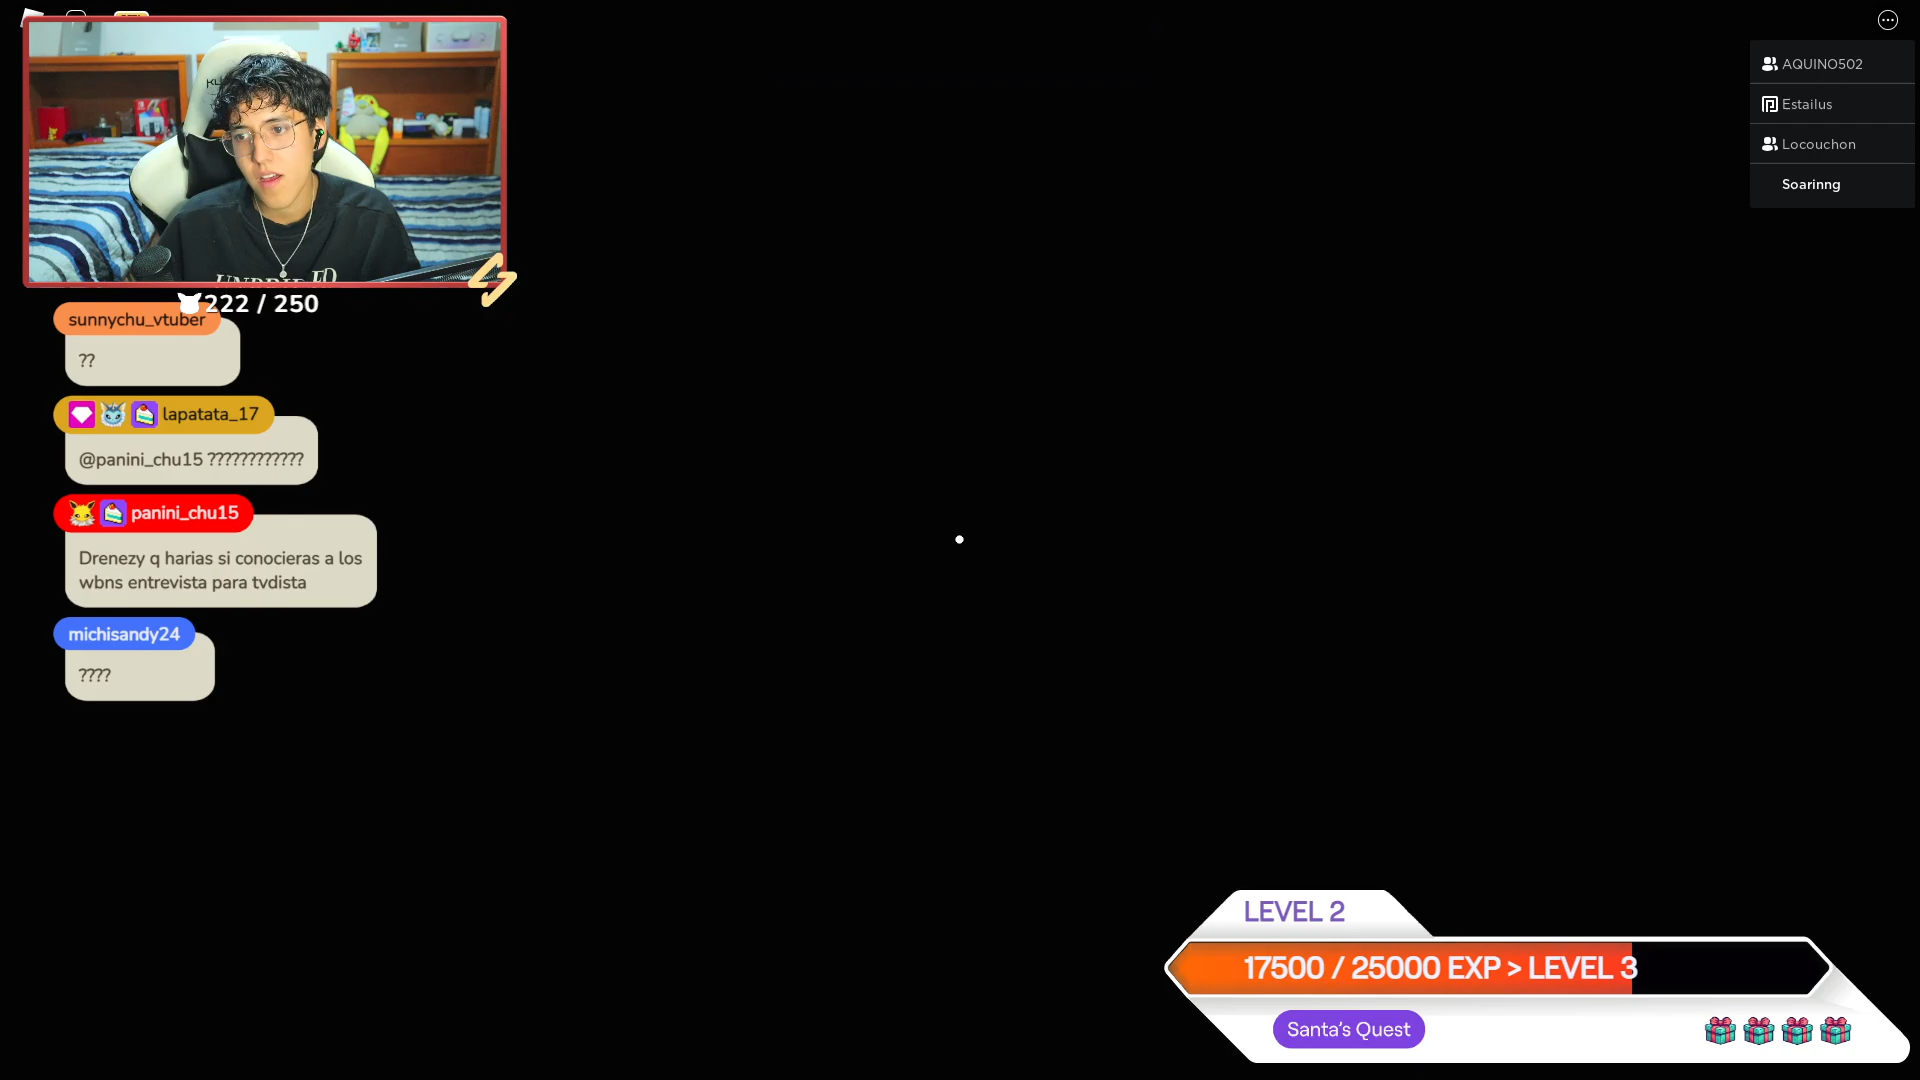 222 / 250
sunnychu_vtuber
??
lapatata_17
@panini_chu15 ????????????
panini_chu15
Drenezy q harias si conocieras a los
wbns entrevista para tvdista
michisandy24
????
AQUINO502
Estailus
Locouchon
Soarinng
LEVEL 2
17500 / 25000 EXP > LEVEL 3
Santa's Quest